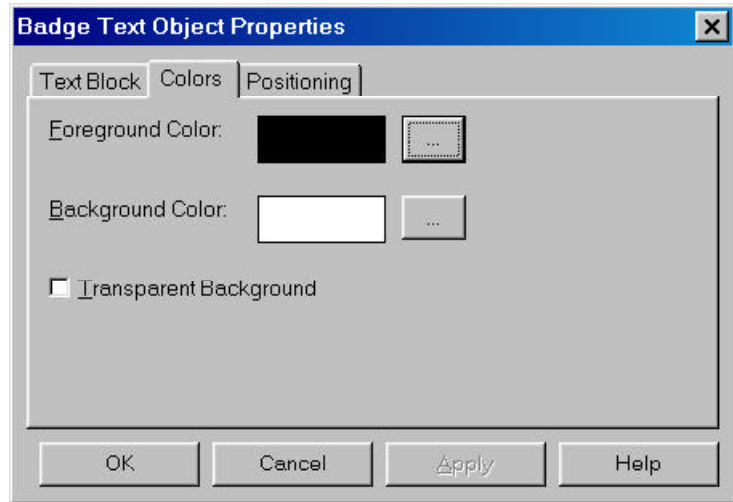 Badge Text Object Properties
Text Block Colors Positioning
Foreground Color: ...
Background Color: ...
Transparent Background
OK Cancel Apply Help